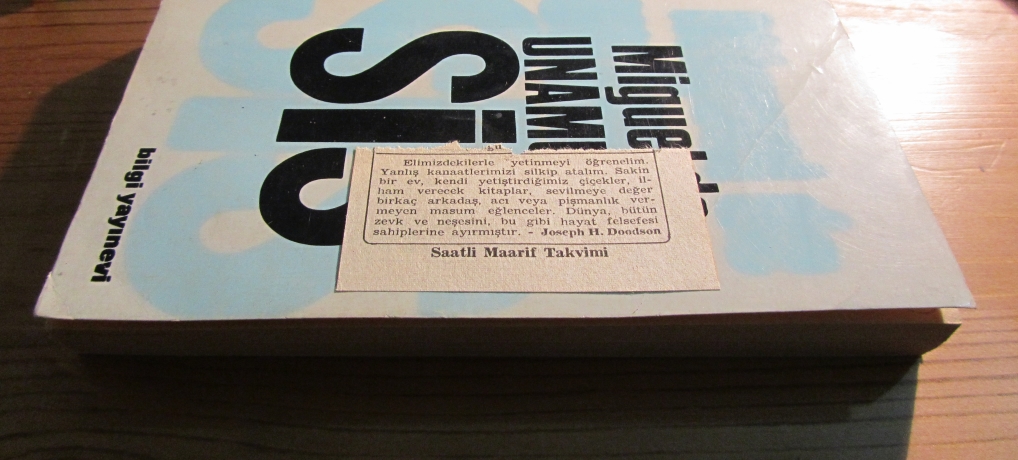 Elimizdekilerle yetinmeyi öğrenelim.
Yanlış kanaatlerimizi silkip atalım. Sakin
bir ev, kendi yetiştirdiğimiz çiçekler, il-
ham verecek kitaplar, sevilmeye değer
birkaç arkadaş, acı veya pişmanlık ver-
meyen masum eğlenceler. Dünya, bütün
zevk ve neşesini, bu gibi hayat felsefesi
sahiplerine ayırmıştır. - Joseph H. Doodson
Saatli Maarif Takvimi
Miguel de
UNAM
SİS
bilgi yayınevi